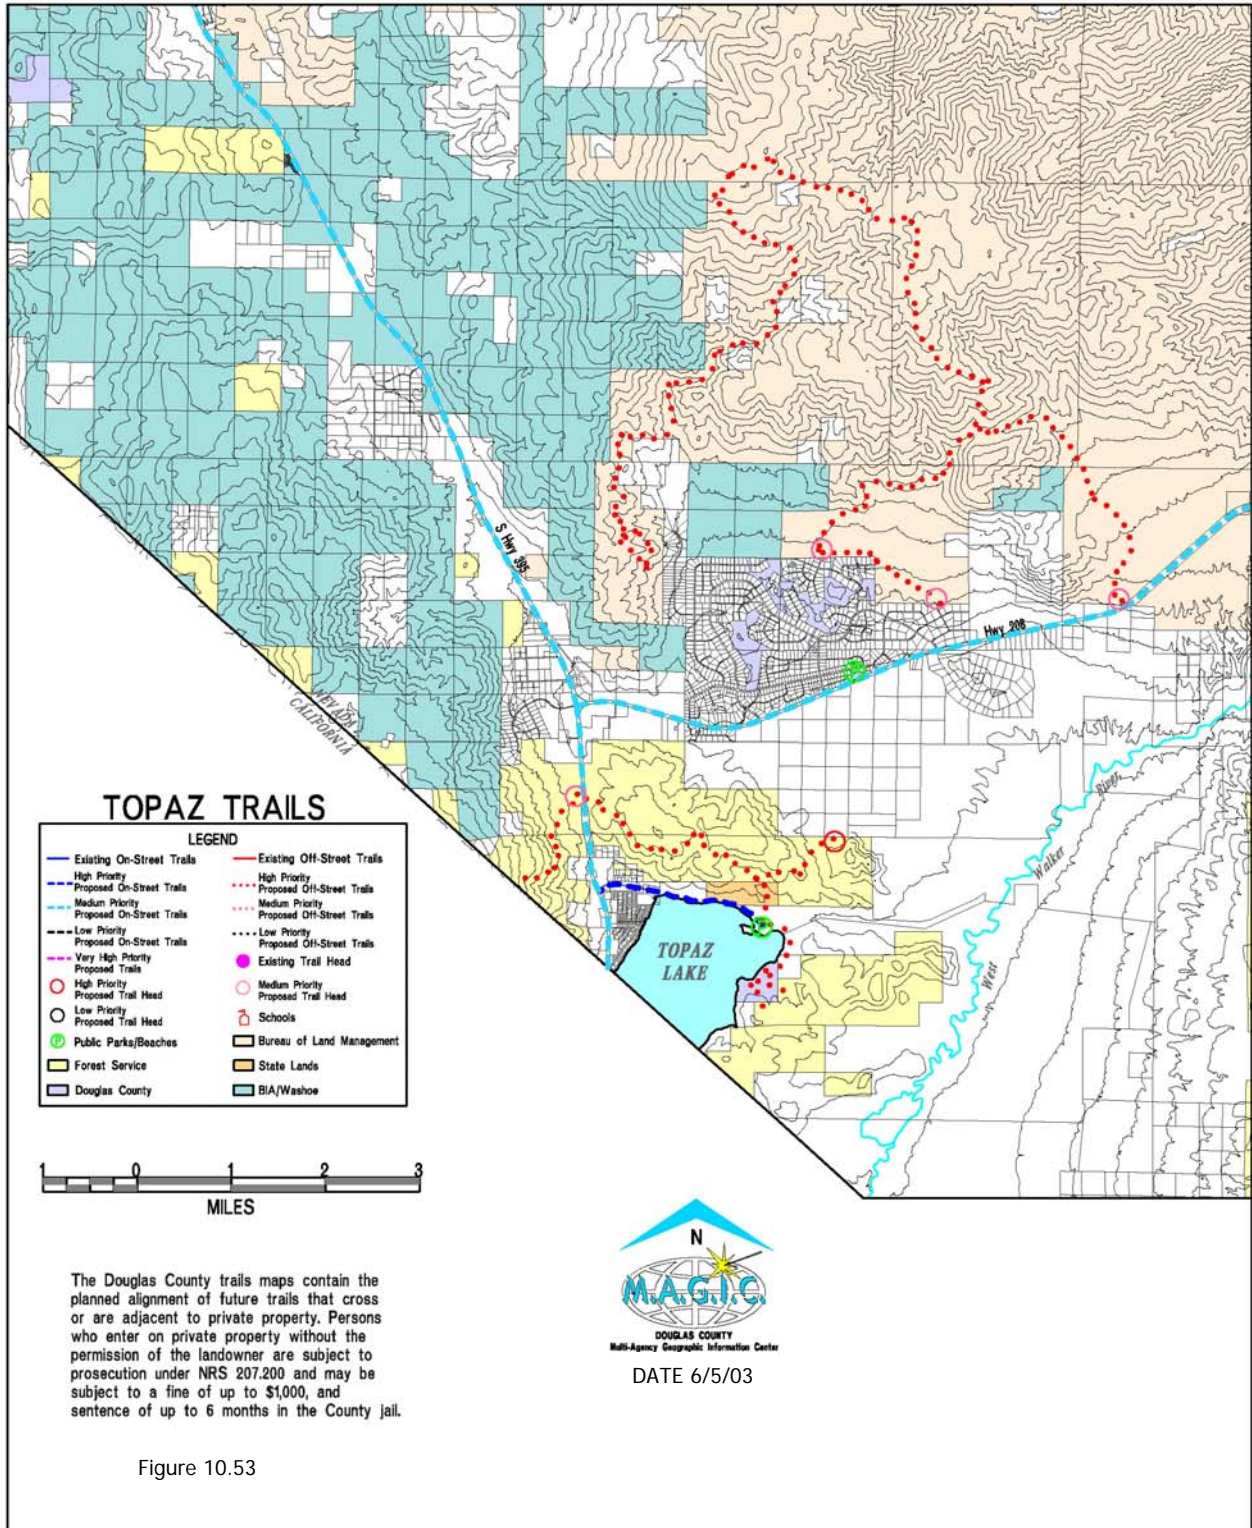 S Hwy 395
Hwy 208
NEVADA
CALIFORNIA
River
Walker
West
TOPAZ
LAKE
TOPAZ TRAILS
LEGEND
Existing On-Street Trails
High Priority
Proposed On-Street Trails
Medium Priority
Proposed On-Street Trails
Low Priority
Proposed On-Street Trails
Very High Priority
Proposed Trails
High Priority
Proposed Trail Head
Low Priority
Proposed Trail Head
Public Parks/Beaches
Forest Service
Douglas County
Existing Off-Street Trails
High Priority
Proposed Off-Street Trails
Medium Priority
Proposed Off-Street Trails
Low Priority
Proposed Off-Street Trails
Existing Trail Head
Medium Priority
Proposed Trail Head
Schools
Bureau of Land Management
State Lands
BIA/Washoe
1 0 1 2 3
MILES
The Douglas County trails maps contain the
planned alignment of future trails that cross
or are adjacent to private property. Persons
who enter on private property without the
permission of the landowner are subject to
prosecution under NRS 207.200 and may be
subject to a fine of up to $1,000, and
sentence of up to 6 months in the County jail.
Figure 10.53
N
M.A.G.I.C.
DOUGLAS COUNTY
Multi-Agency Geographic Information Center
DATE 6/5/03